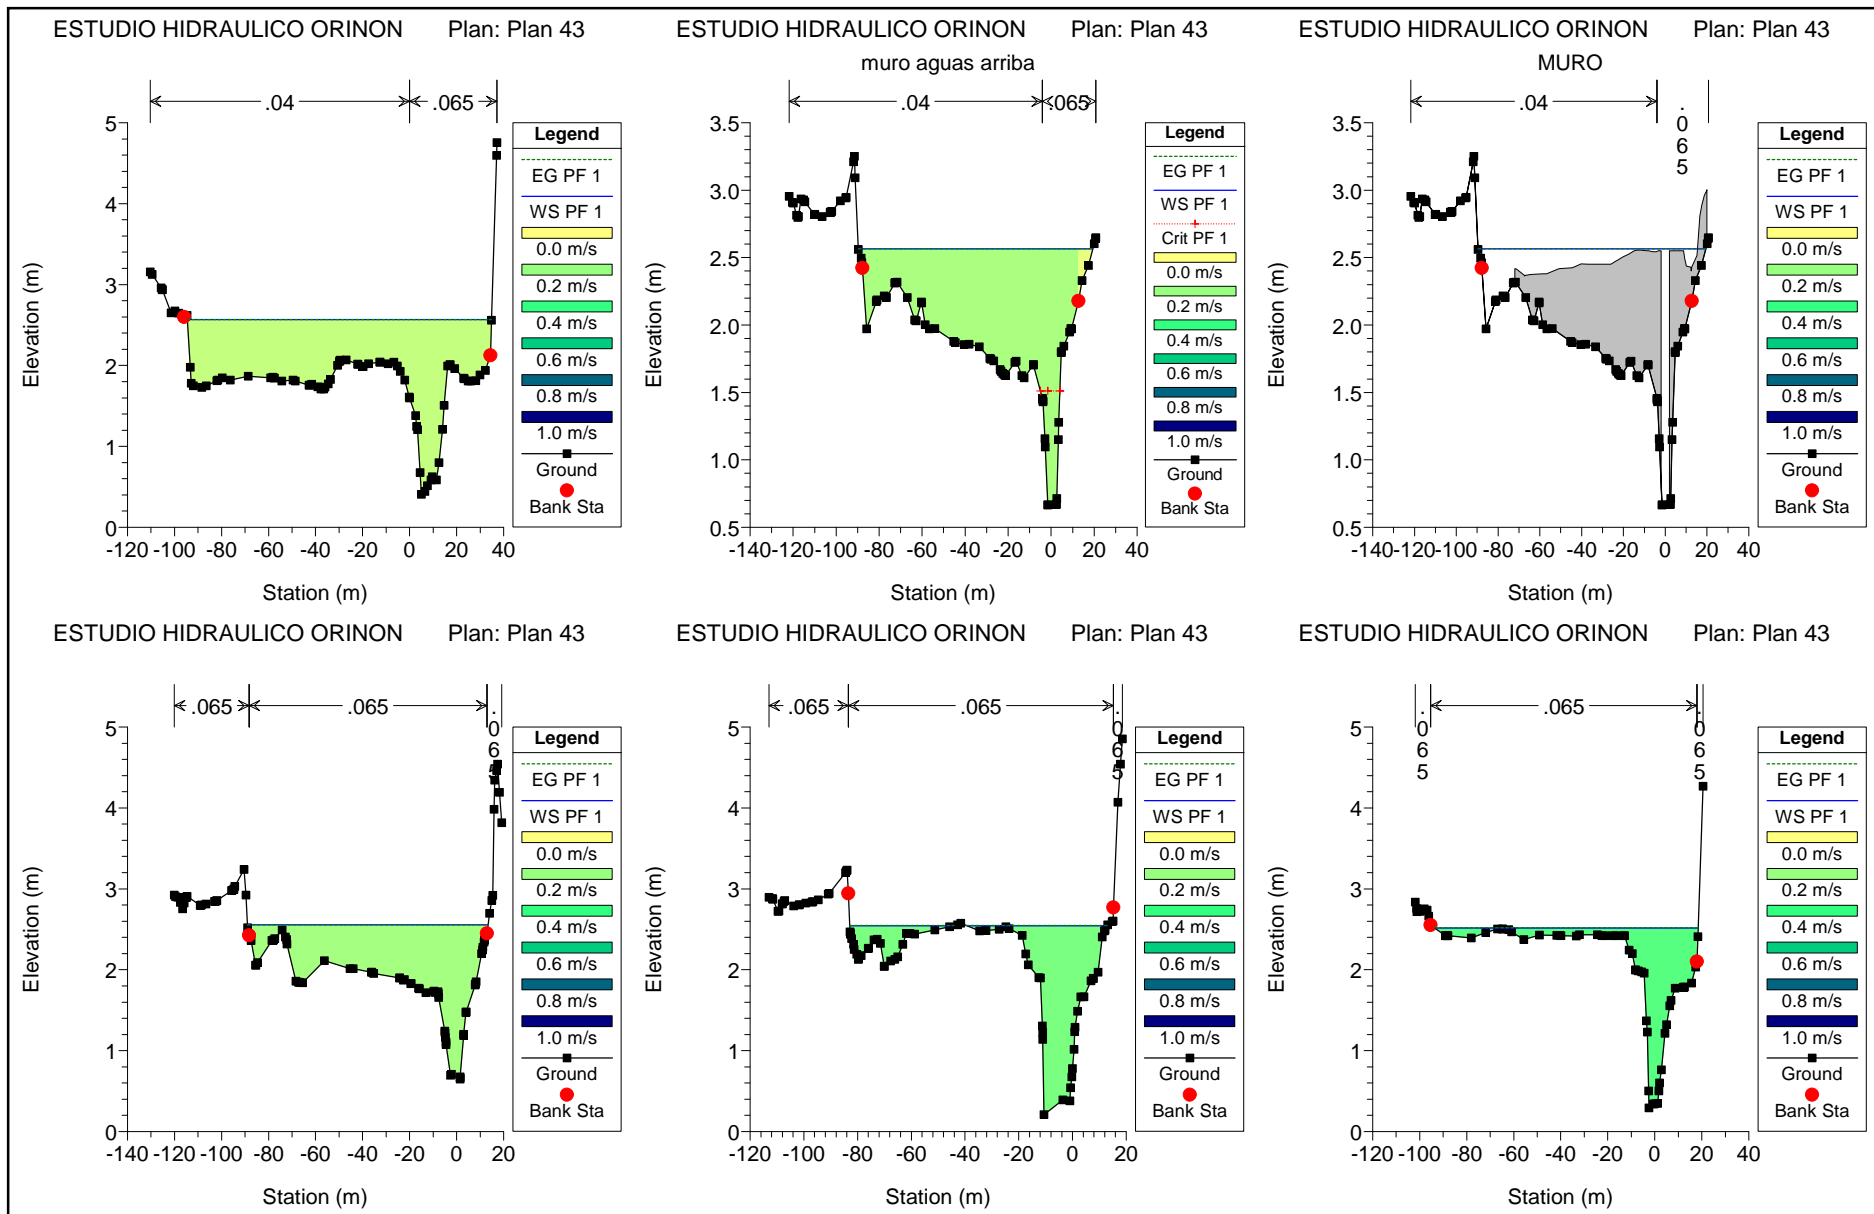 ESTUDIO HIDRAULICO ORINON Plan: Plan 43
.04 .065
Elevation (m)
5
4
3
2
1
0
-120 -100 -80 -60 -40 -20 0 20 40
Station (m)
Legend
EG PF 1
WS PF 1
0.0 m/s
0.2 m/s
0.4 m/s
0.6 m/s
0.8 m/s
1.0 m/s
Ground
Bank Sta
ESTUDIO HIDRAULICO ORINON Plan: Plan 43
muro aguas arriba
.04 .065
Elevation (m)
3.5
3.0
2.5
2.0
1.5
1.0
0.5
-140 -120 -100 -80 -60 -40 -20 0 20 40
Station (m)
Legend
EG PF 1
WS PF 1
Crit PF 1
0.0 m/s
0.2 m/s
0.4 m/s
0.6 m/s
0.8 m/s
1.0 m/s
Ground
Bank Sta
ESTUDIO HIDRAULICO ORINON Plan: Plan 43
MURO
.04 .065
Elevation (m)
3.5
3.0
2.5
2.0
1.5
1.0
0.5
-140 -120 -100 -80 -60 -40 -20 0 20 40
Station (m)
Legend
EG PF 1
WS PF 1
0.0 m/s
0.2 m/s
0.4 m/s
0.6 m/s
0.8 m/s
1.0 m/s
Ground
Bank Sta
ESTUDIO HIDRAULICO ORINON Plan: Plan 43
.065 .065 .065
Elevation (m)
5
4
3
2
1
0
-140 -120 -100 -80 -60 -40 -20 0 20
Station (m)
Legend
EG PF 1
WS PF 1
0.0 m/s
0.2 m/s
0.4 m/s
0.6 m/s
0.8 m/s
1.0 m/s
Ground
Bank Sta
ESTUDIO HIDRAULICO ORINON Plan: Plan 43
.065 .065 .065
Elevation (m)
5
4
3
2
1
0
-120 -100 -80 -60 -40 -20 0 20
Station (m)
Legend
EG PF 1
WS PF 1
0.0 m/s
0.2 m/s
0.4 m/s
0.6 m/s
0.8 m/s
1.0 m/s
Ground
Bank Sta
ESTUDIO HIDRAULICO ORINON Plan: Plan 43
.065 .065 .065
Elevation (m)
5
4
3
2
1
0
-120 -100 -80 -60 -40 -20 0 20 40
Station (m)
Legend
EG PF 1
WS PF 1
0.0 m/s
0.2 m/s
0.4 m/s
0.6 m/s
0.8 m/s
1.0 m/s
Ground
Bank Sta